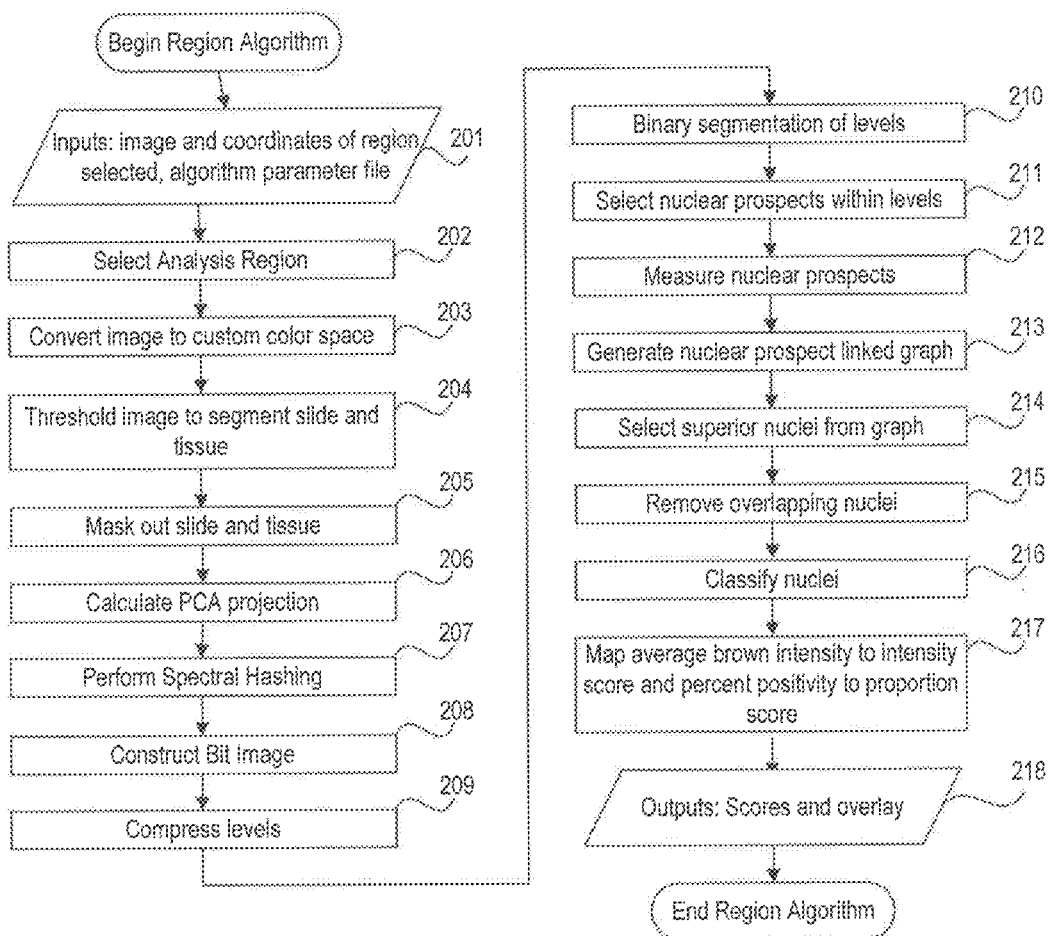 Begin Region Algorithm
Inputs: image and coordinates of region
selected, algorithm parameter file
201
Select Analysis Region
202
Convert image to custom color space
203
Threshold image to segment slide and
tissue
204
Mask out slide and tissue
205
Calculate PCA projection
206
Perform Spectral Hashing
207
Construct Bit Image
208
Compress levels
209
Binary segmentation of levels
210
Select nuclear prospects within levels
211
Measure nuclear prospects
212
Generate nuclear prospect linked graph
213
Select superior nuclei from graph
214
Remove overlapping nuclei
215
Classify nuclei
216
Map average brown intensity to intensity
score and percent positivity to proportion
score
217
Outputs: Scores and overlay
218
End Region Algorithm